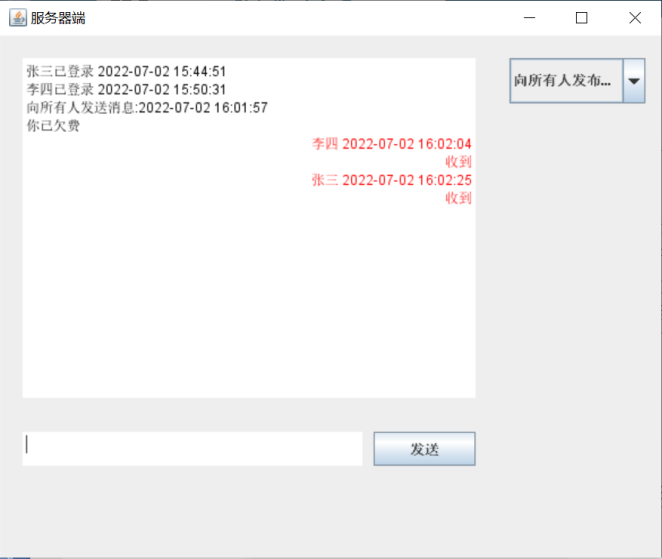 服务器端
张三已登录 2022-07-02 15:44:51
李四已登录 2022-07-02 15:50:31
向所有人发送消息:2022-07-02 16:01:57
你已欠费
李四 2022-07-02 16:02:04
收到
张三 2022-07-02 16:02:25
收到
向所有人发布...
发送